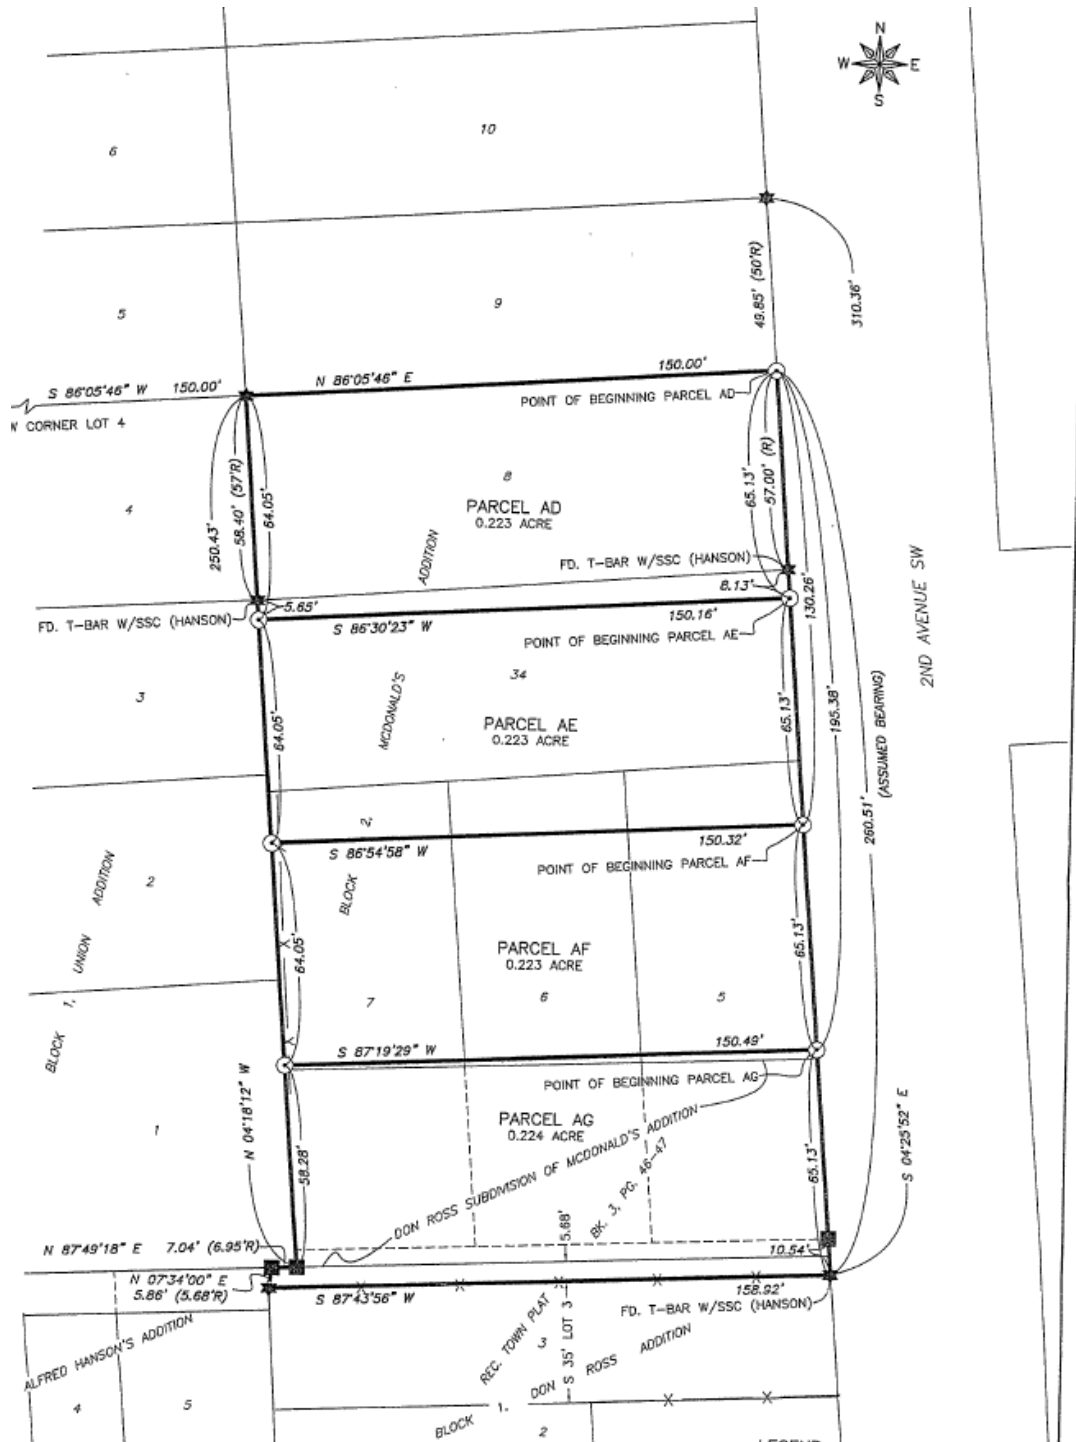 N
W E
S
10
6
49.85' (50'R)
310.36'
9
5
150.00'
S 86°05'46" W 150.00'
N 86°05'46" E
POINT OF BEGINNING PARCEL AD
W CORNER LOT 4
8
PARCEL AD
0.223 ACRE
4
250.43'
58.40' (57'R)
64.05'
65.13'
57.00' (R)
ADDITION
FD. T-BAR W/SSC (HANSON)
8.13'
130.26'
5.65'
FD. T-BAR W/SSC (HANSON)
S 86°30'23" W
150.16'
POINT OF BEGINNING PARCEL AE
2ND AVENUE SW
34
3
MCDONALD'S
PARCEL AE
0.223 ACRE
64.05'
65.13'
195.38'
260.51'
(ASSUMED BEARING)
2,
S 86°54'58" W
150.32'
POINT OF BEGINNING PARCEL AF
BLOCK
2
ADDITION
UNION
1,
BLOCK
X
64.05'
PARCEL AF
0.223 ACRE
65.13'
7
6
5
S 87°19'29" W
150.49'
POINT OF BEGINNING PARCEL AG
N 04°18'12" W
PARCEL AG
0.224 ACRE
1
58.28'
DON ROSS SUBDIVISION OF MCDONALD'S ADDITION
BK. 3, PG. 46-47
65.13'
S 04°25'52" E
5.68'
10.54'
N 87°49'18" E 7.04' (6.95'R)
N 07°34'00" E
5.86' (5.68'R)
S 87°43'56" W
158.92'
FD. T-BAR W/SSC (HANSON)
ALFRED HANSON'S ADDITION
REC. TOWN PLAT
3
S 35' LOT 3
BLOCK 1, DON ROSS ADDITION
4
5
2